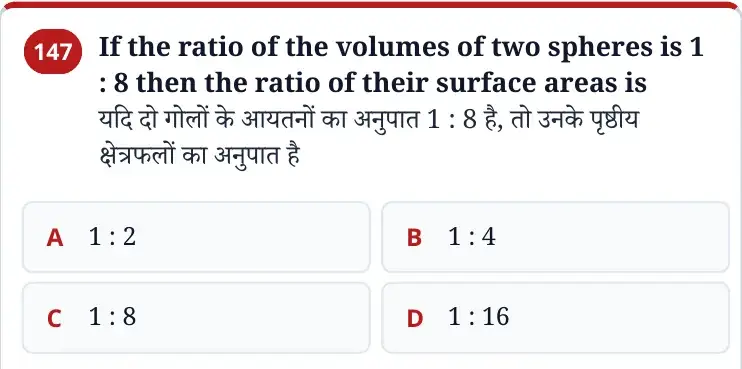 147 If the ratio of the volumes of two spheres is 1
: 8 then the ratio of their surface areas is
यदि दो गोलों के आयतनों का अनुपात 1 : 8 है, तो उनके पृष्ठीय
क्षेत्रफलों का अनुपात है
A 1 : 2
B 1 : 4
C 1 : 8
D 1 : 16